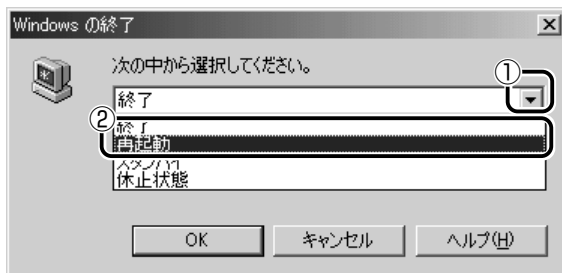 Windows の終了
次の中から選択してください。
①
終了
②
終了
再起動
スタンバイ
休止状態
OK
キャンセル
ヘルプ(H)